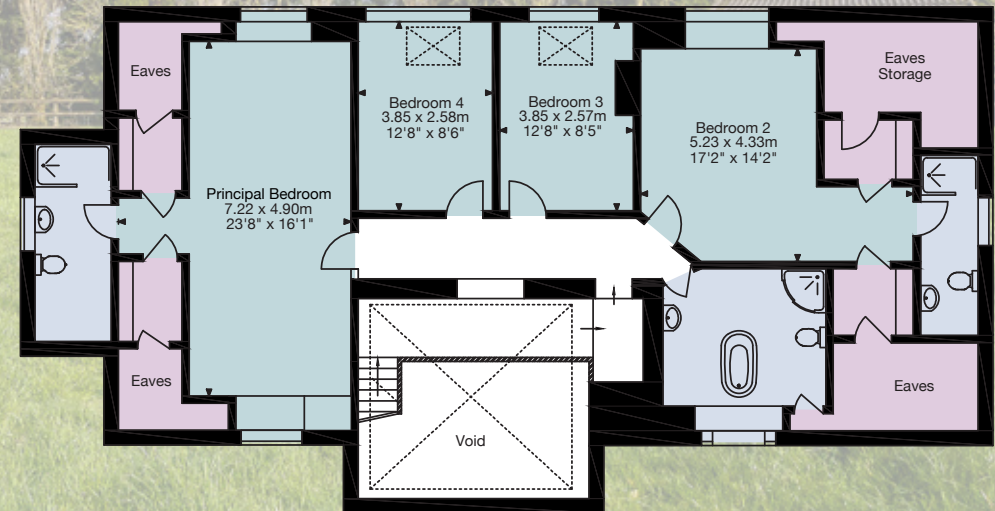 Eaves
Bedroom 4
3.85 x 2.58m
12'8" x 8'6"
Bedroom 3
3.85 x 2.57m
12'8" x 8'5"
Eaves
Storage
Bedroom 2
5.23 x 4.33m
17'2" x 14'2"
Principal Bedroom
7.22 x 4.90m
23'8" x 16'1"
Eaves
Void
Eaves